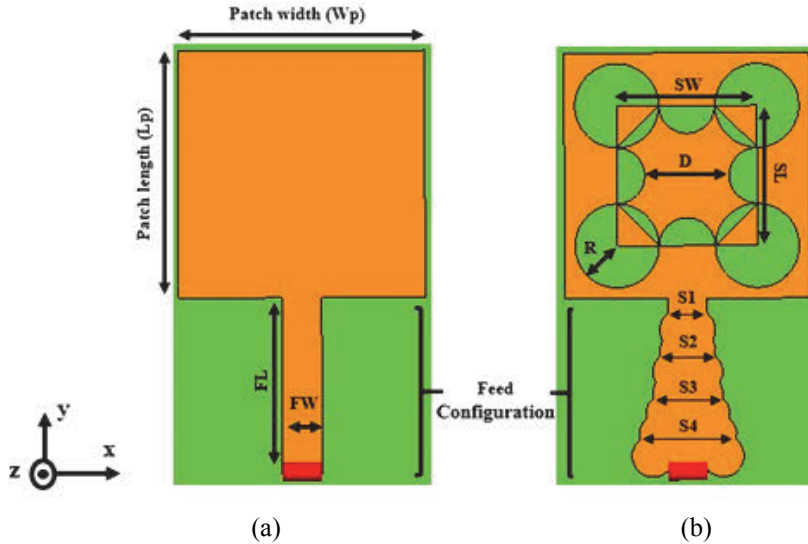 Patch width (Wp)
Patch length (Lp)
FL
FW
SW
D
SL
R
S1
S2
S3
S4
Feed
Configuration
y
x
z
(a)
(b)